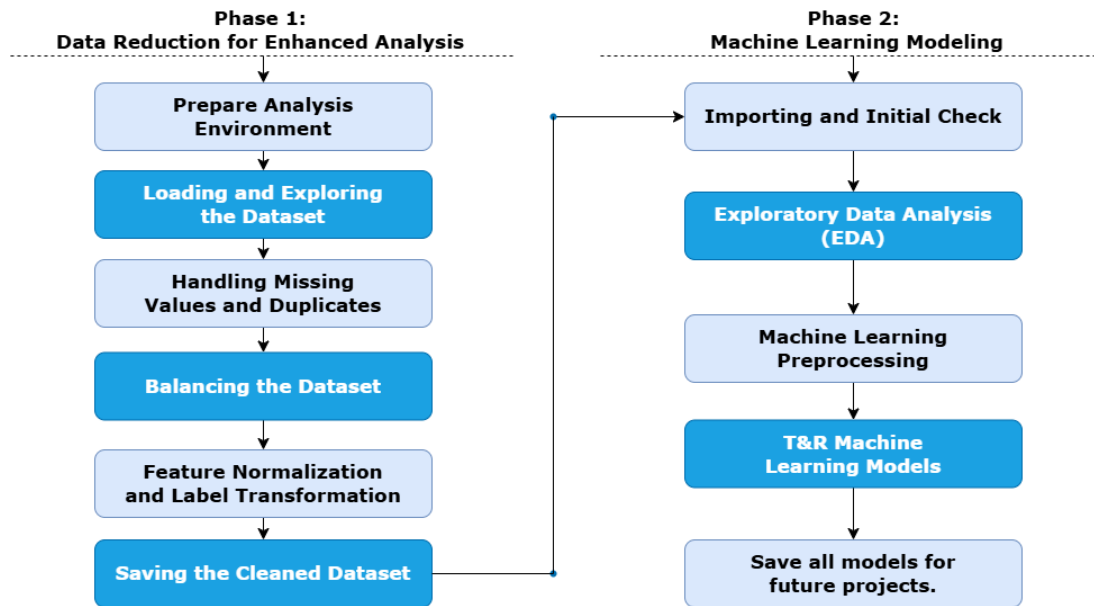 Phase 1:
Data Reduction for Enhanced Analysis
Prepare Analysis
Environment
Loading and Exploring
the Dataset
Handling Missing
Values and Duplicates
Balancing the Dataset
Feature Normalization
and Label Transformation
Saving the Cleaned Dataset
Phase 2:
Machine Learning Modeling
Importing and Initial Check
Exploratory Data Analysis
(EDA)
Machine Learning
Preprocessing
T&R Machine
Learning Models
Save all models for
future projects.